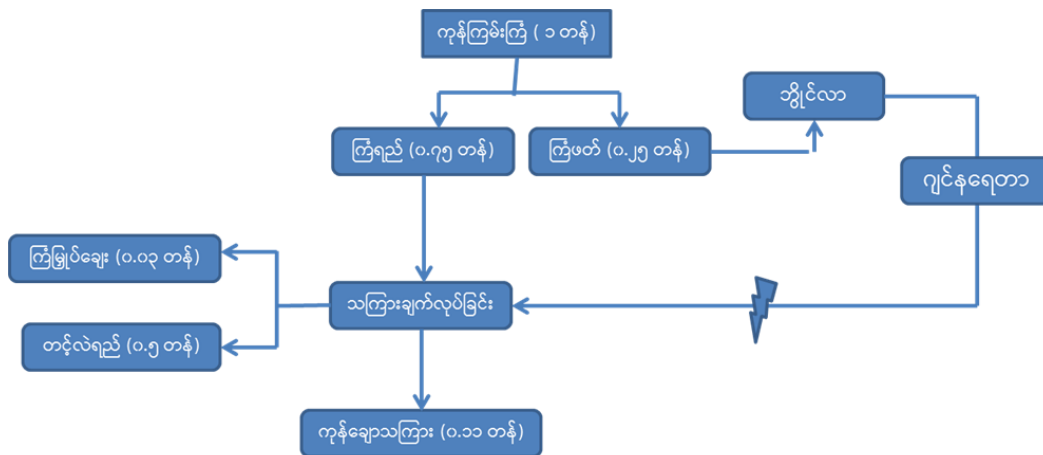 ကုန်ကြမ်းကြံ ( ၁ တန်)
ဘွိုင်လာ
ကြံရည် (၀.၇၅ တန်)
ကြံဖတ် (၀.၂၅ တန်)
ဂျင်နရေတာ
ကြံမြှုပ်ချေး (၀.၀၃ တန်)
သကြားချက်လုပ်ခြင်း
တင့်လဲရည် (၀.၅ တန်)
ကုန်ချောသကြား (၀.၁၁ တန်)